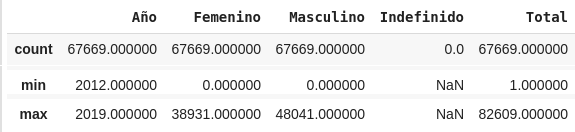 Año Femenino Masculino Indefinido Total
count 67669.000000 67669.000000 67669.000000 0.0 67669.000000
min 2012.000000 0.000000 0.000000 NaN 1.000000
max 2019.000000 38931.000000 48041.000000 NaN 82609.000000